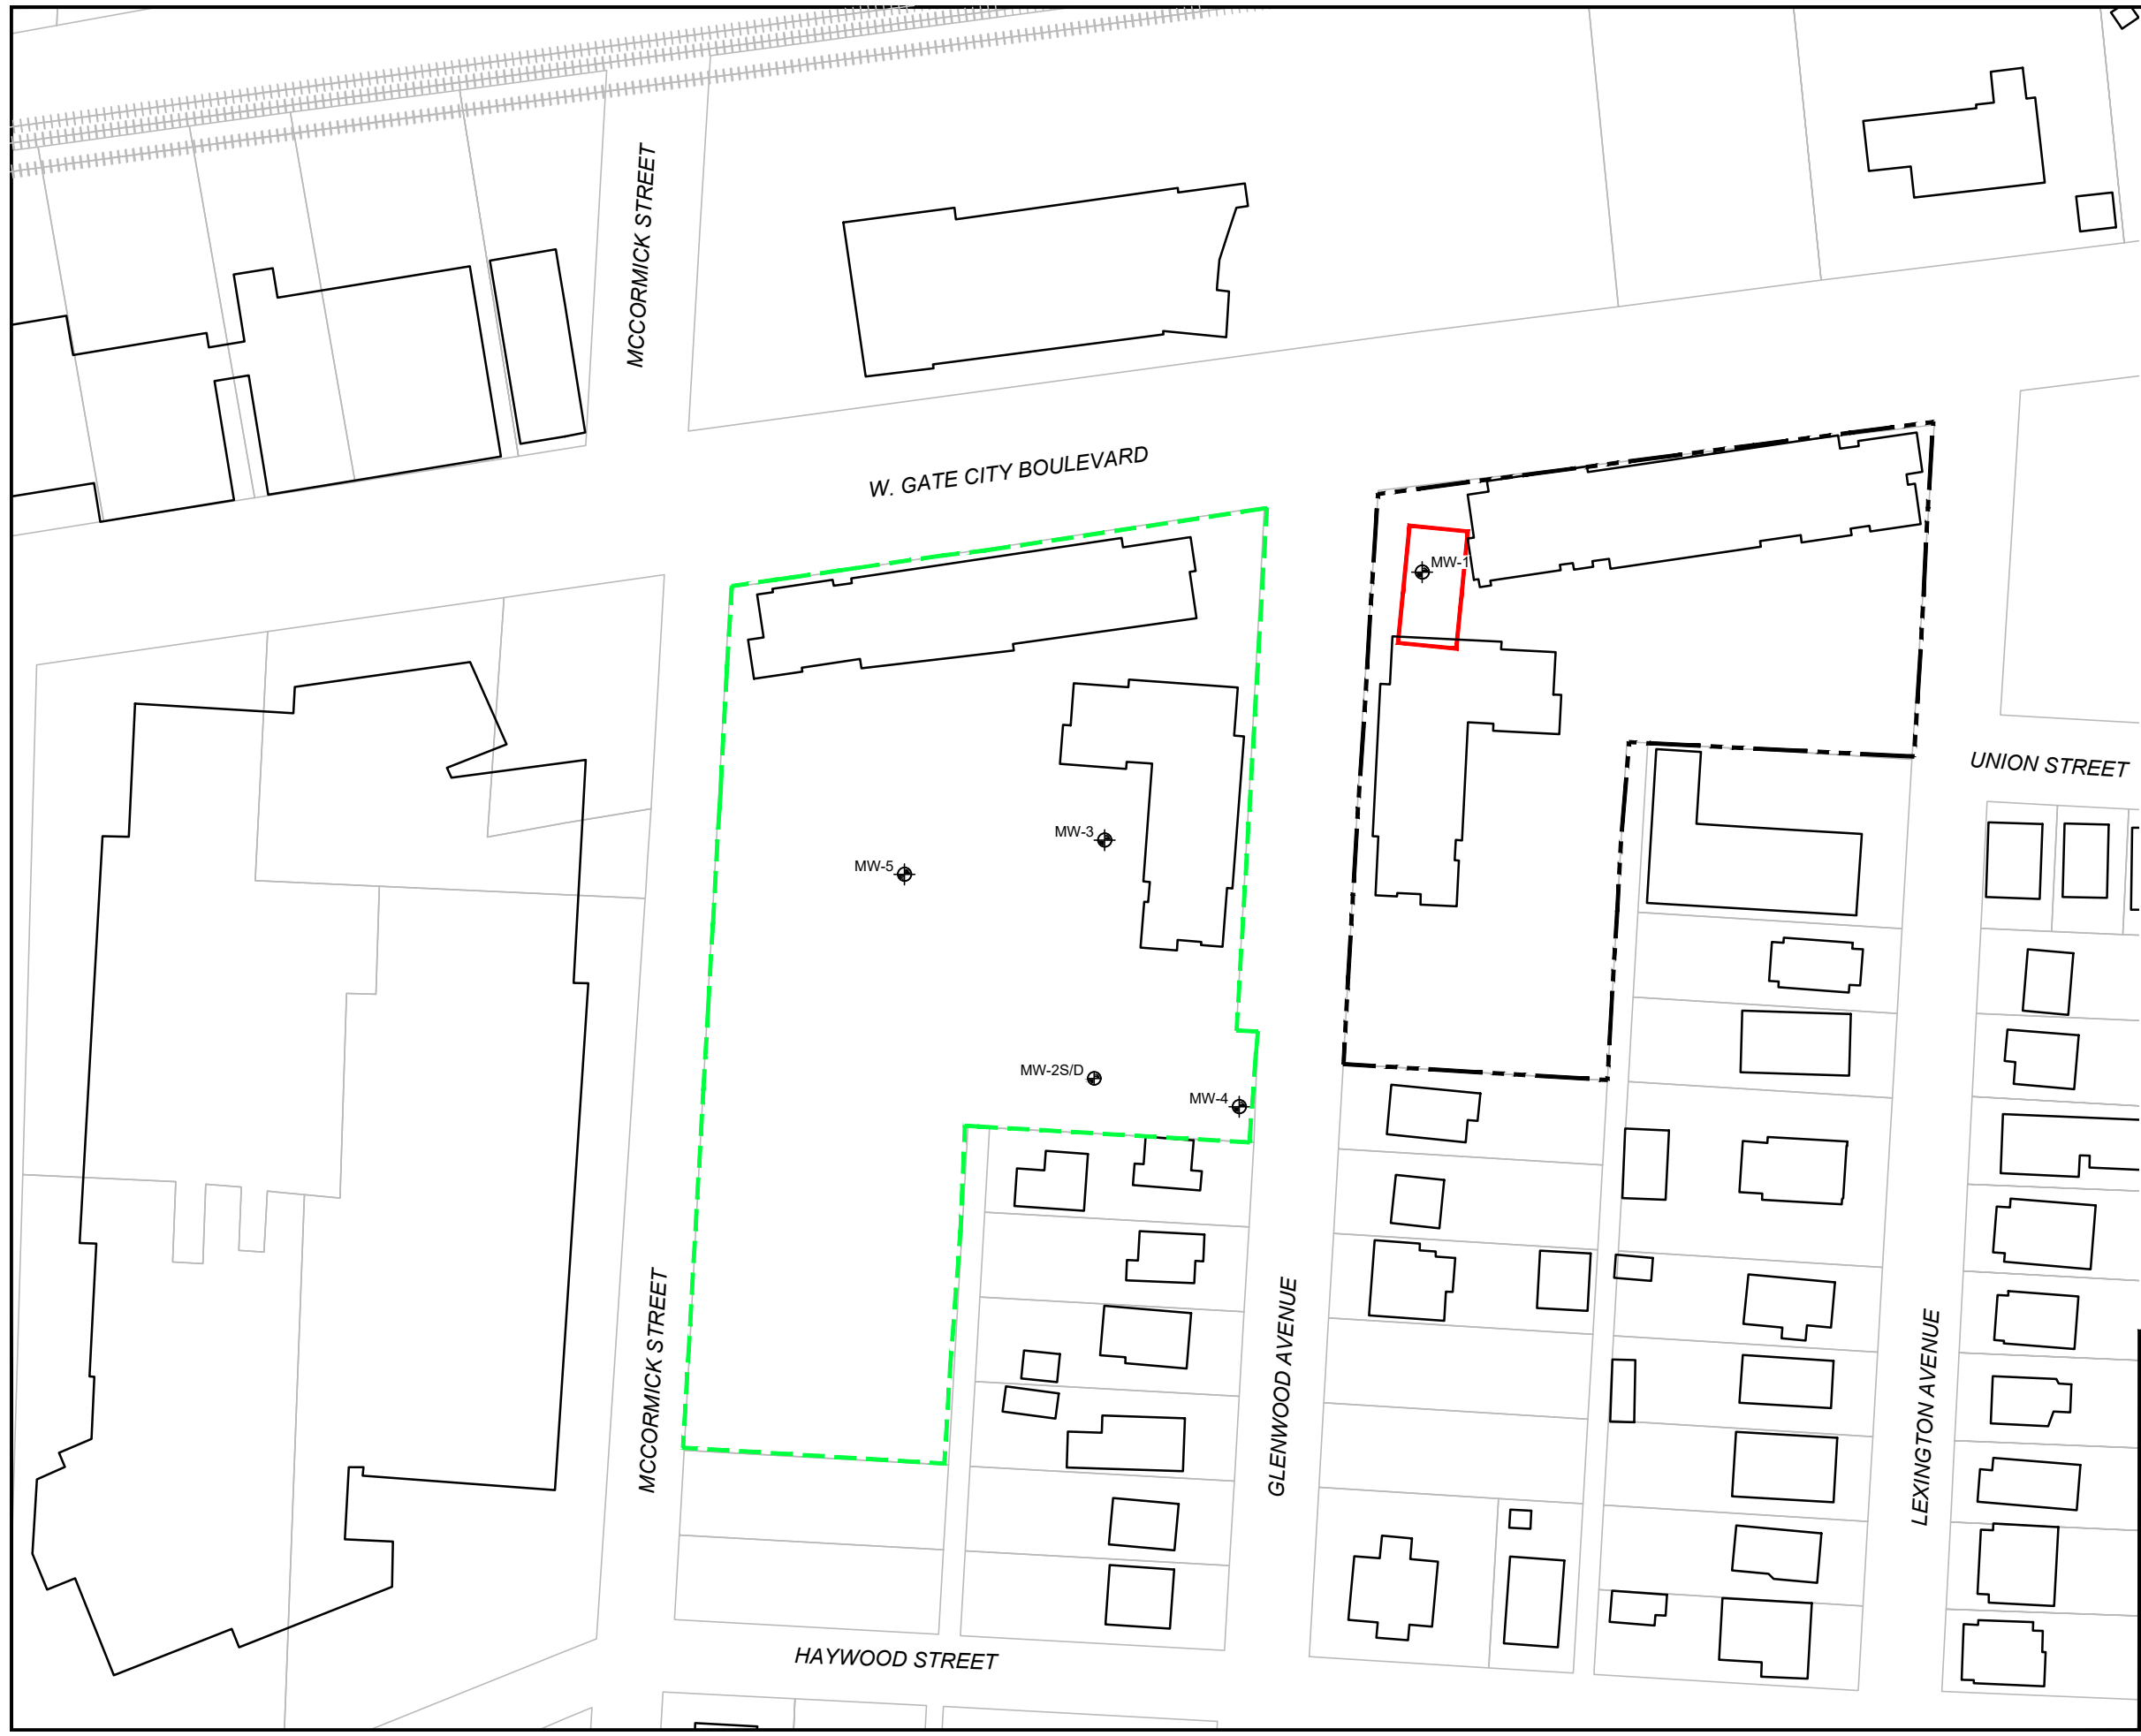 MCCORMICK STREET
W. GATE CITY BOULEVARD
MW-1
UNION STREET
MW-3
MW-5
MW-2S/D
MW-4
MCCORMICK STREET
GLENWOOD AVENUE
LEXINGTON AVENUE
HAYWOOD STREET